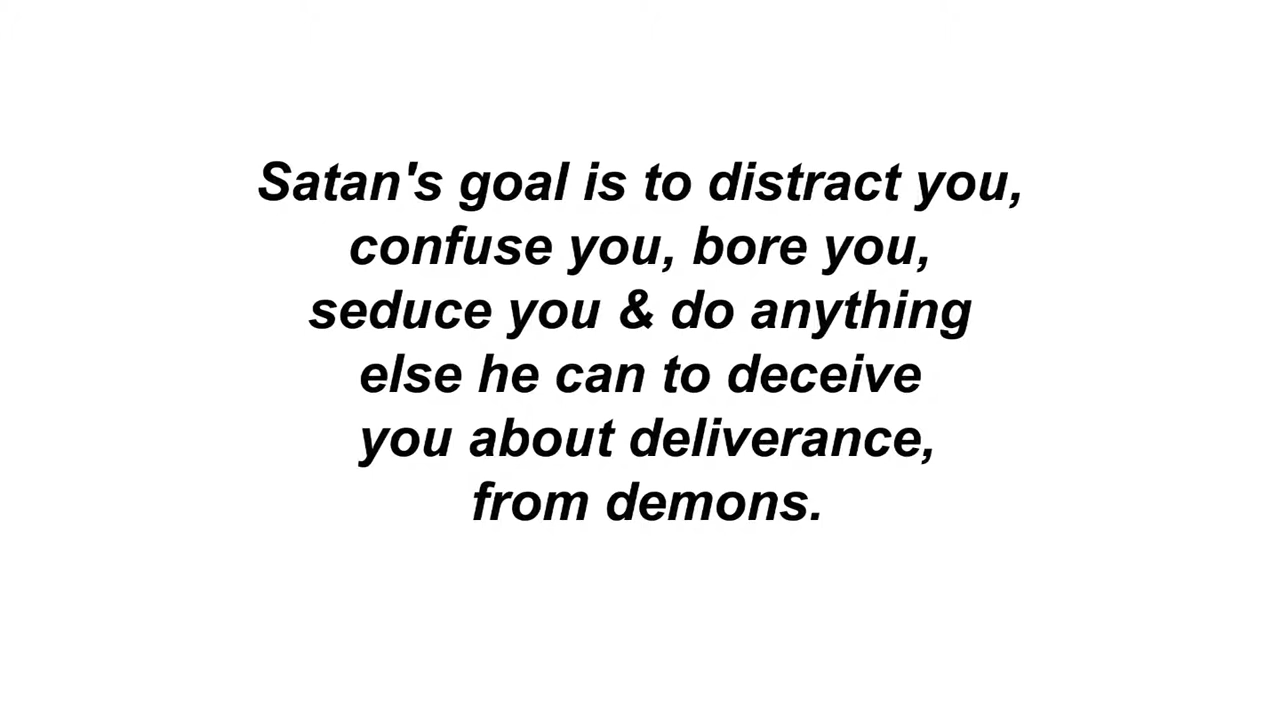 Satan's goal is to distract you,
confuse you, bore you,
seduce you & do anything
else he can to deceive
you about deliverance,
from demons.